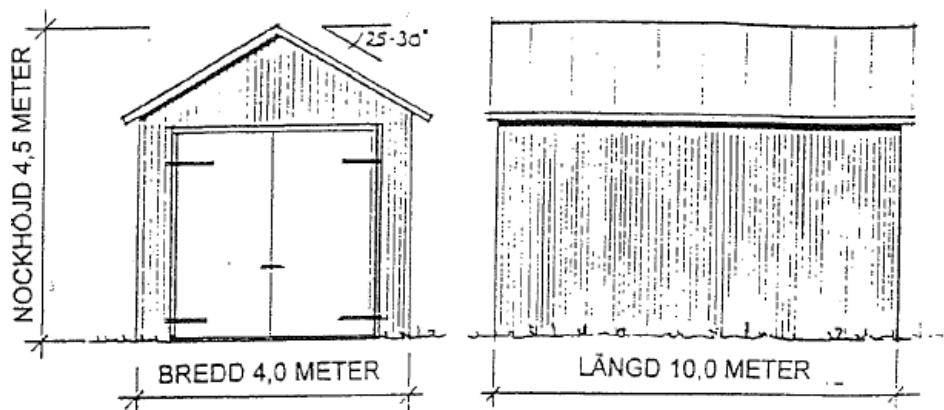 NOCKHÖJD 4,5 METER
25-30°
BREDD 4,0 METER
LÄNGD 10,0 METER